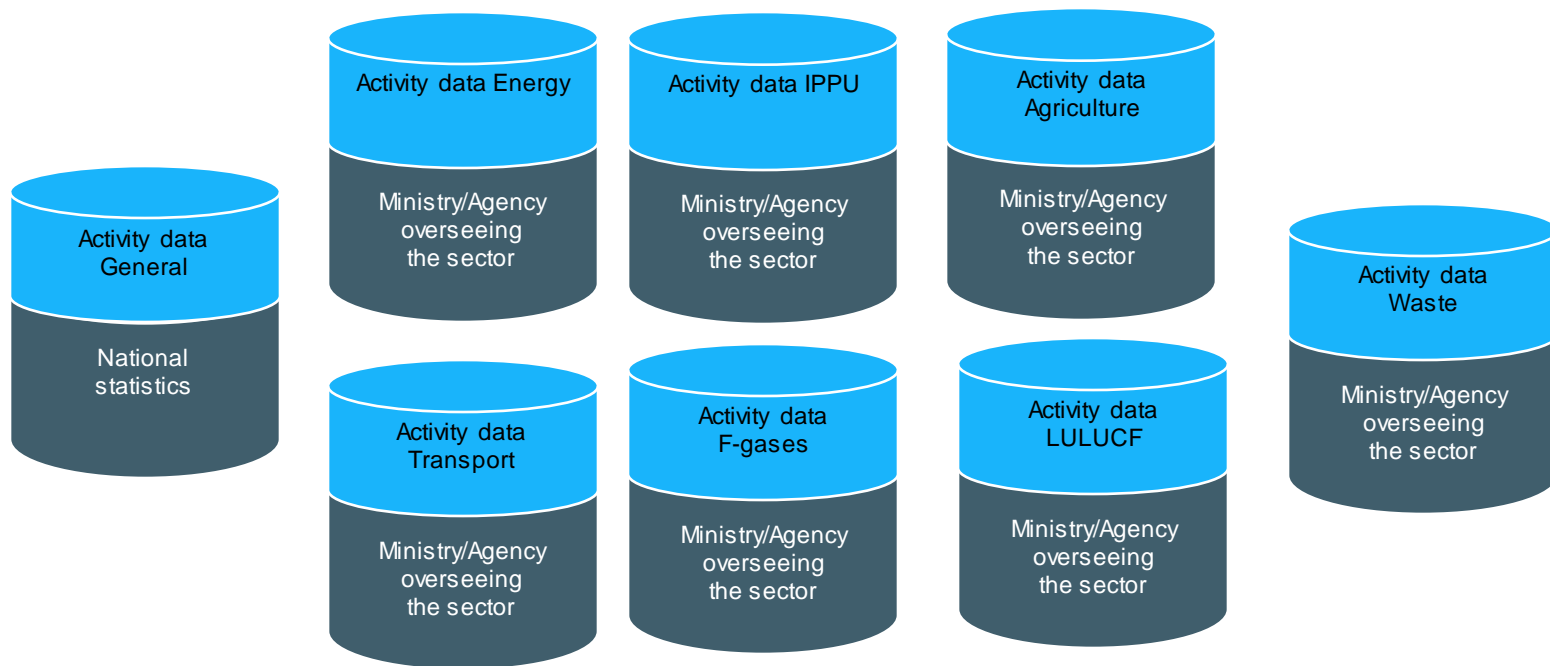 Activity data
General
National
statistics
Activity data Energy
Ministry/Agency
overseeing
the sector
Activity data IPPU
Ministry/Agency
overseeing
the sector
Activity data
Agriculture
Ministry/Agency
overseeing
the sector
Activity data
Transport
Ministry/Agency
overseeing
the sector
Activity data
F-gases
Ministry/Agency
overseeing
the sector
Activity data
LULUCF
Ministry/Agency
overseeing
the sector
Activity data
Waste
Ministry/Agency
overseeing
the sector